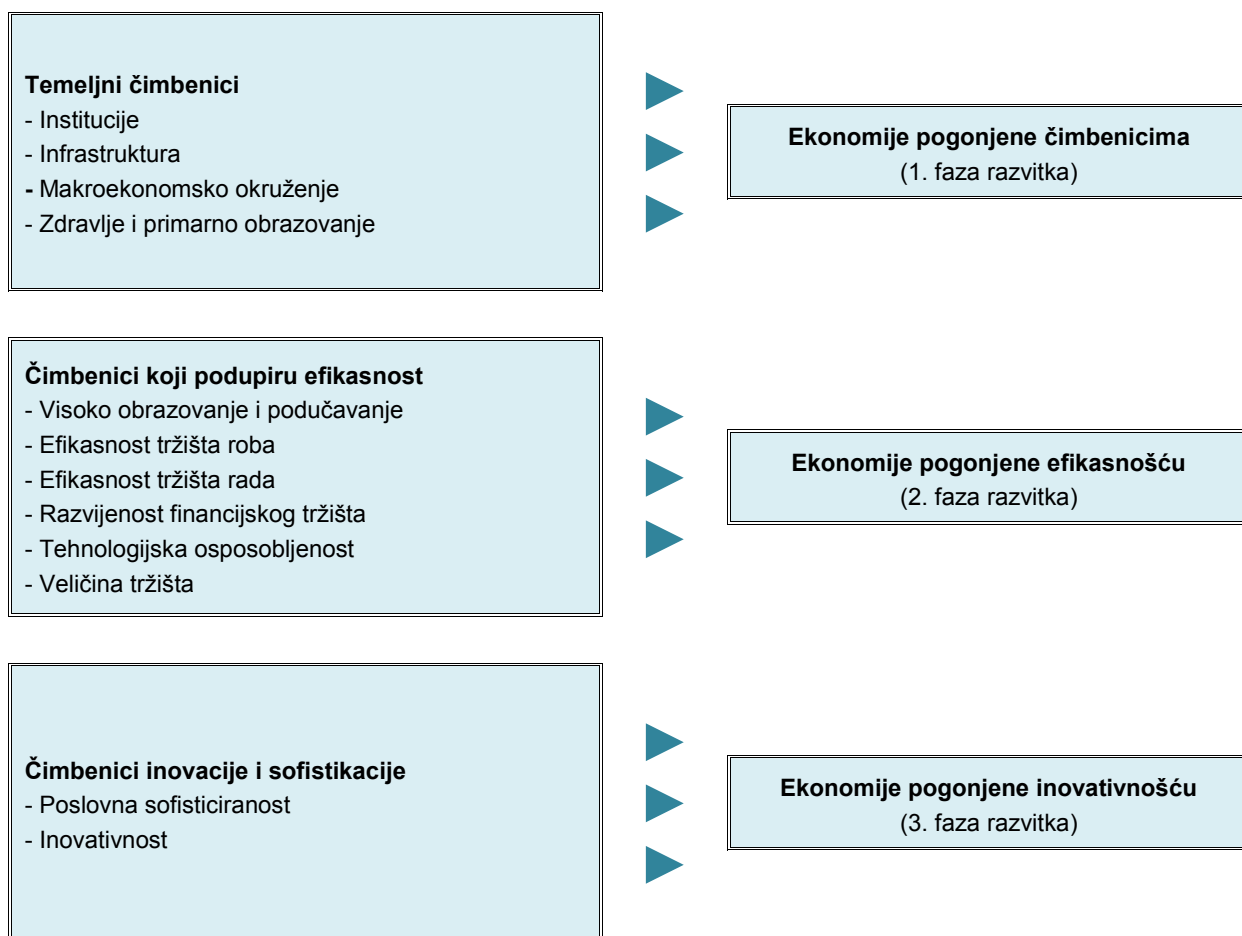 Temeljni čimbenici
- Institucije
- Infrastruktura
- Makroekonomsko okruženje
- Zdravlje i primarno obrazovanje
Ekonomije pogonjene čimbenicima
(1. faza razvitka)
Čimbenici koji podupiru efikasnost
- Visoko obrazovanje i podučavanje
- Efikasnost tržišta roba
- Efikasnost tržišta rada
- Razvijenost financijskog tržišta
- Tehnologijska osposobljenost
- Veličina tržišta
Ekonomije pogonjene efikasnošću
(2. faza razvitka)
Čimbenici inovacije i sofistikacije
- Poslovna sofisticiranost
- Inovativnost
Ekonomije pogonjene inovativnošću
(3. faza razvitka)